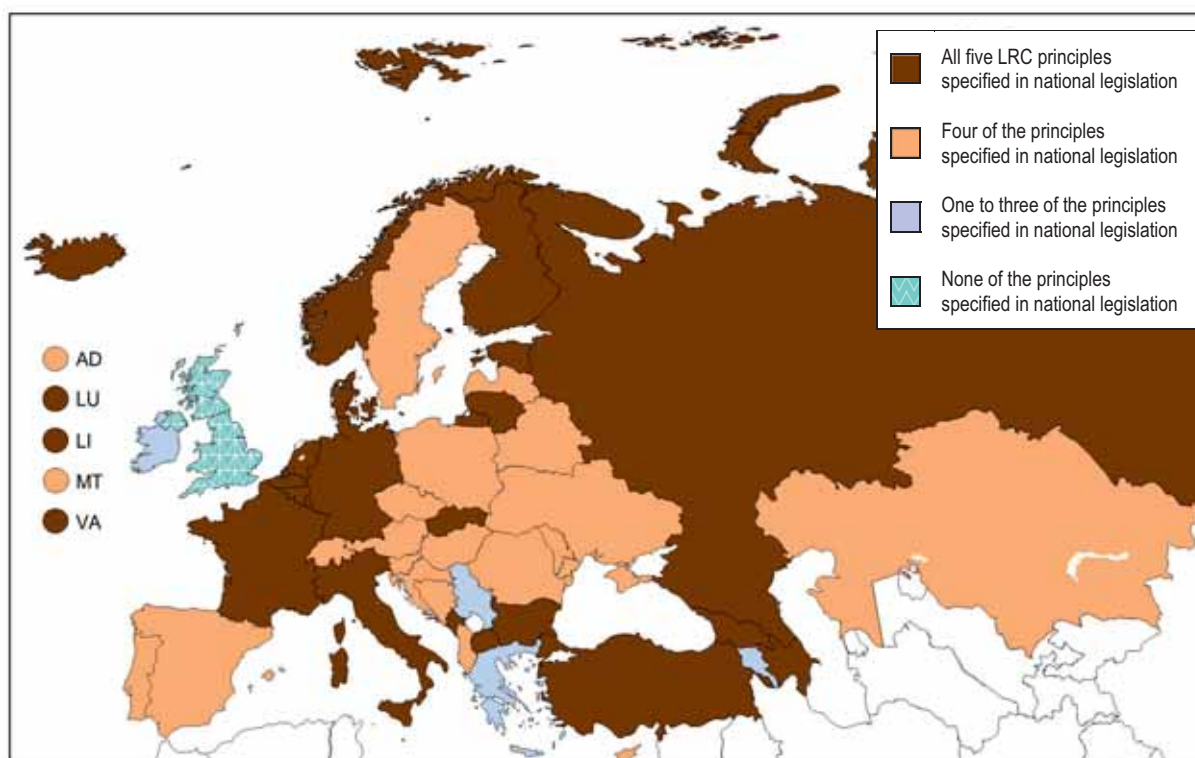 All five LRC principles
specified in national legislation
Four of the principles
specified in national legislation
One to three of the principles
specified in national legislation
None of the principles
specified in national legislation
AD
LU
LI
MT
VA